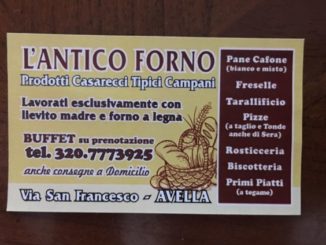 L'ANTICO FORNO
Prodotti Casarecci Tipici Campani
Lavorati esclusivamente con
lievito madre e forno a legna
BUFFET su prenotazione
tel. 320.7773925
anche consegne a Domicilio
Via San Francesco - AVELLA
Pane Cafone
(bianco e misto)
Freselle
Tarallificio
Pizze
(a taglio e Tonde
anche di Sera)
Rosticceria
Biscotteria
Primi Piatti
(a tegame)